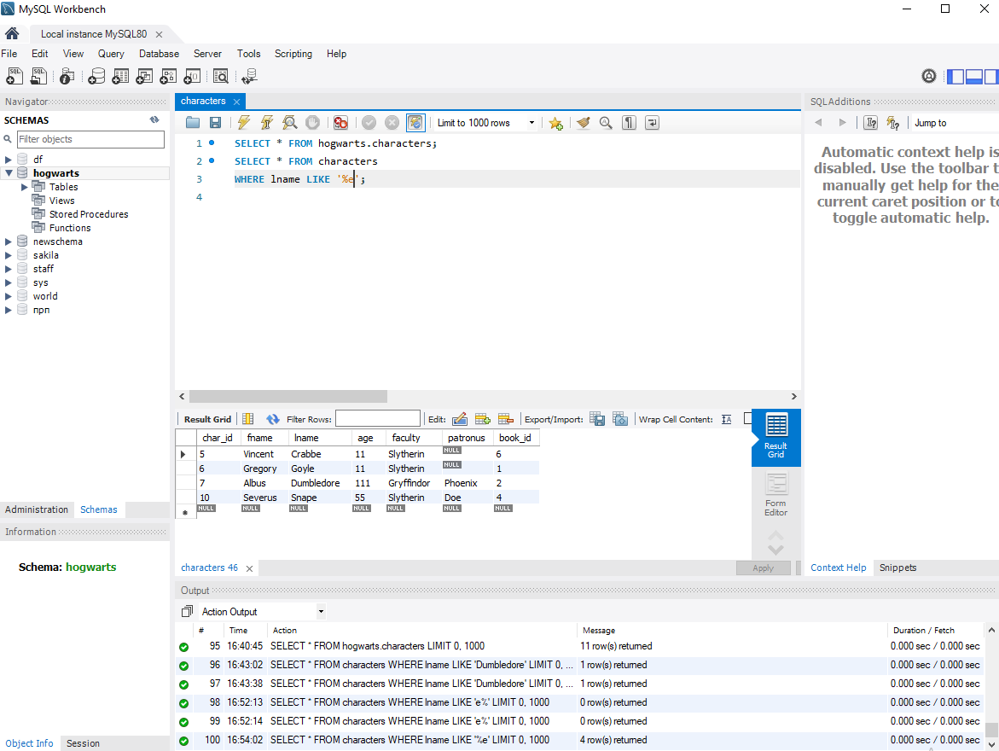 MySQL Workbench
Local instance MySQL80
File Edit View Query Database Server Tools Scripting Help
Navigator
SCHEMAS
Filter objects
df
hogwarts
Tables
Views
Stored Procedures
Functions
newschema
sakila
staff
sys
world
npn
Administration Schemas
Information
Schema: hogwarts
Object Info Session
characters
Limit to 1000 rows
1 SELECT * FROM hogwarts.characters;
2 SELECT * FROM characters
3 WHERE lname LIKE '%e';
4
Result Grid Filter Rows: Edit: Export/Import: Wrap Cell Content:
char_id fname lname age faculty patronus book_id
5 Vincent Crabbe 11 Slytherin NULL 6
6 Gregory Goyle 11 Slytherin NULL 1
7 Albus Dumbledore 111 Gryffindor Phoenix 2
10 Severus Snape 55 Slytherin Doe 4
NULL NULL NULL NULL NULL NULL NULL
Result
Grid
Form
Editor
characters 46
Apply
SQLAdditions
Jump to
Automatic context help is
disabled. Use the toolbar t
manually get help for the
current caret position or to
toggle automatic help.
Context Help Snippets
Output
Action Output
# Time Action Message Duration / Fetch
95 16:40:45 SELECT * FROM hogwarts.characters LIMIT 0, 1000 11 row(s) returned 0.000 sec / 0.000 sec
96 16:43:02 SELECT * FROM characters WHERE lname LIKE 'Dumbledore' LIMIT 0, ... 1 row(s) returned 0.000 sec / 0.000 sec
97 16:43:38 SELECT * FROM characters WHERE lname LIKE 'Dumbledore' LIMIT 0, ... 1 row(s) returned 0.000 sec / 0.000 sec
98 16:52:13 SELECT * FROM characters WHERE lname LIKE 'e%' LIMIT 0, 1000 0 row(s) returned 0.000 sec / 0.000 sec
99 16:52:14 SELECT * FROM characters WHERE lname LIKE 'e%' LIMIT 0, 1000 0 row(s) returned 0.000 sec / 0.000 sec
100 16:54:02 SELECT * FROM characters WHERE lname LIKE '%e' LIMIT 0, 1000 4 row(s) returned 0.000 sec / 0.000 sec